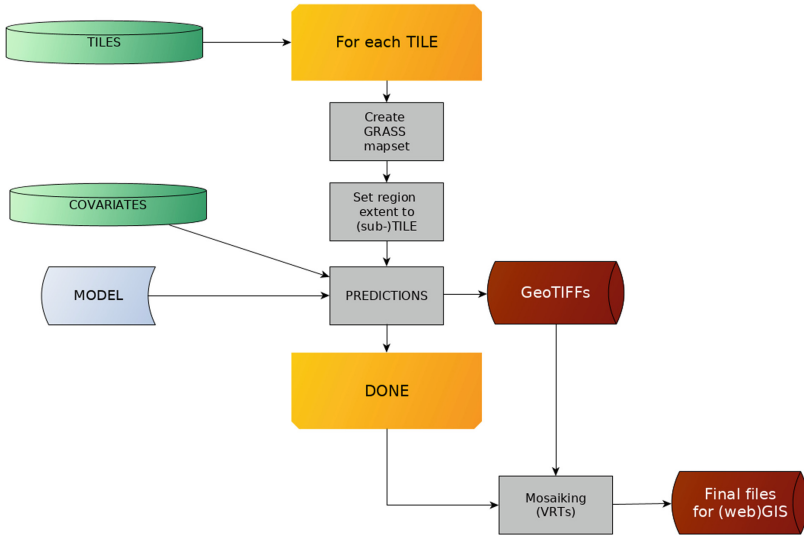 TILES
For each TILE
Create
GRASS
mapset
COVARIATES
Set region
extent to
(sub-)TILE
MODEL
PREDICTIONS
GeoTIFFs
DONE
Mosaiking
(VRTs)
Final files
for (web)GIS